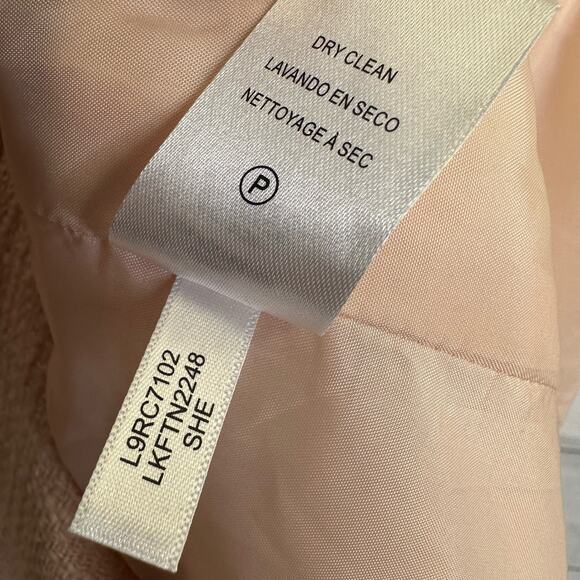 DRY CLEAN
LAVANDO EN SECO
NETTOYAGE À SEC
P
L9RC7102
LKFTN2248
SHE